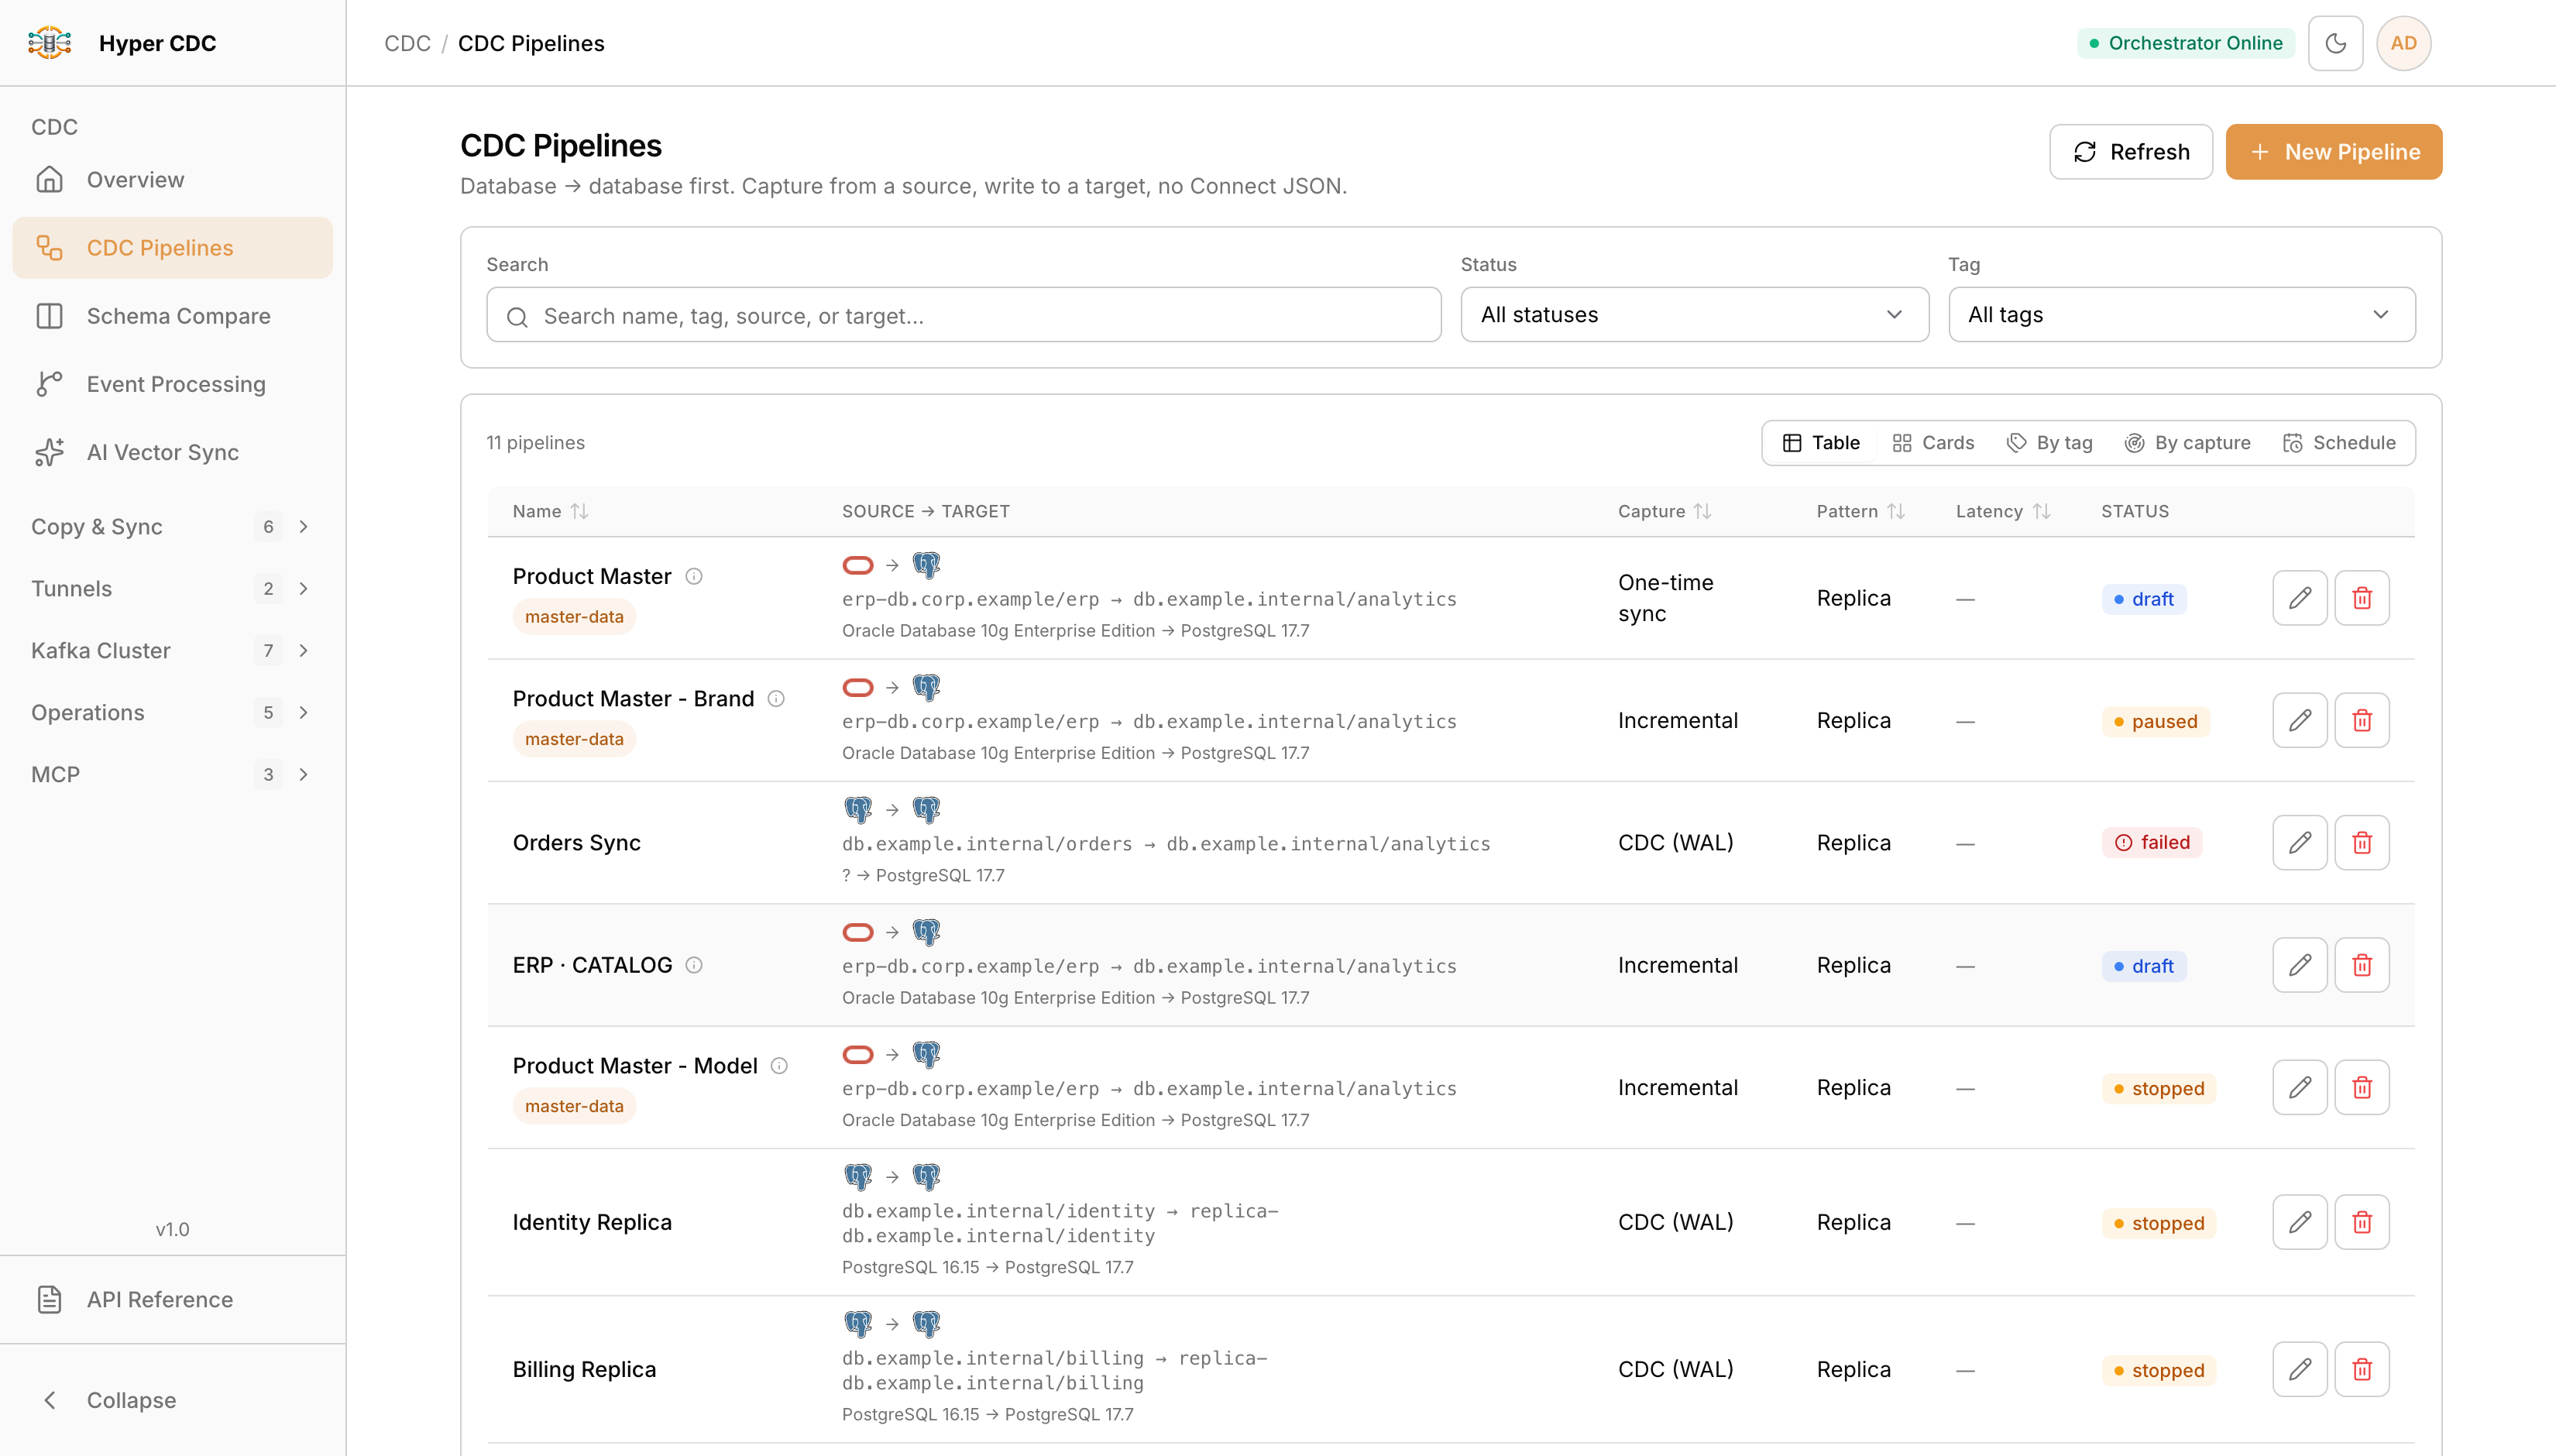 Hyper CDC
CDC / CDC Pipelines
Orchestrator Online
AD
CDC
Overview
CDC Pipelines
Schema Compare
Event Processing
AI Vector Sync
Copy & Sync 6
Tunnels 2
Kafka Cluster 7
Operations 5
MCP 3
v1.0
API Reference
Collapse
CDC Pipelines
Database → database first. Capture from a source, write to a target, no Connect JSON.
Refresh
+ New Pipeline
Search
Search name, tag, source, or target...
Status
All statuses
Tag
All tags
11 pipelines
Table Cards By tag By capture Schedule
Name SOURCE → TARGET Capture Pattern Latency STATUS
Product Master
master-data
→
erp-db.corp.example/erp → db.example.internal/analytics
Oracle Database 10g Enterprise Edition → PostgreSQL 17.7
One-time
sync
Replica
—
draft
Product Master - Brand
master-data
→
erp-db.corp.example/erp → db.example.internal/analytics
Oracle Database 10g Enterprise Edition → PostgreSQL 17.7
Incremental
Replica
—
paused
Orders Sync
→
db.example.internal/orders → db.example.internal/analytics
? → PostgreSQL 17.7
CDC (WAL)
Replica
—
failed
ERP · CATALOG
→
erp-db.corp.example/erp → db.example.internal/analytics
Oracle Database 10g Enterprise Edition → PostgreSQL 17.7
Incremental
Replica
—
draft
Product Master - Model
master-data
→
erp-db.corp.example/erp → db.example.internal/analytics
Oracle Database 10g Enterprise Edition → PostgreSQL 17.7
Incremental
Replica
—
stopped
Identity Replica
→
db.example.internal/identity → replica-
db.example.internal/identity
PostgreSQL 16.15 → PostgreSQL 17.7
CDC (WAL)
Replica
—
stopped
Billing Replica
→
db.example.internal/billing → replica-
db.example.internal/billing
PostgreSQL 16.15 → PostgreSQL 17.7
CDC (WAL)
Replica
—
stopped